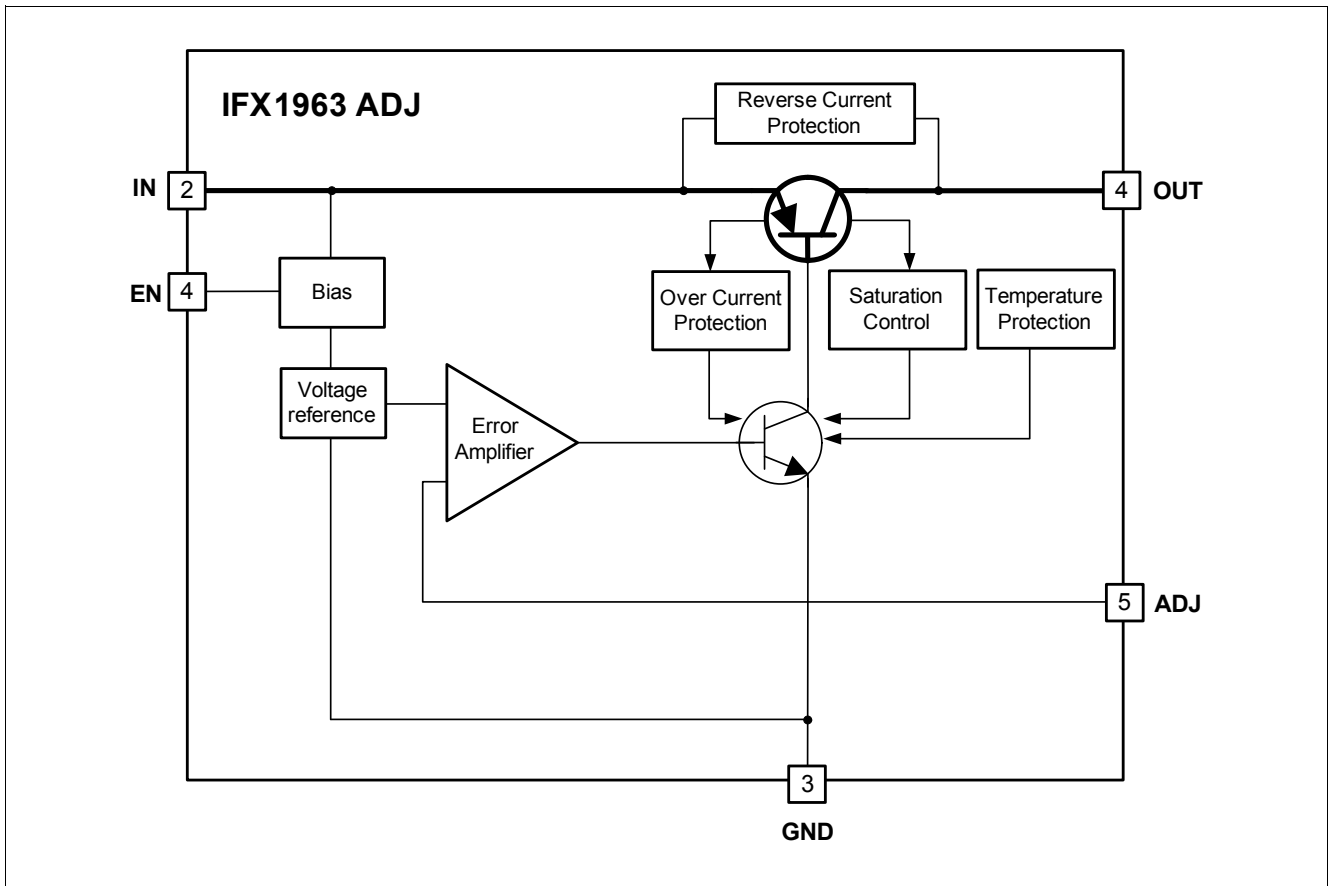 IFX1963 ADJ
Reverse Current
Protection
IN
2
4
OUT
EN
4
Bias
Over Current
Protection
Saturation
Control
Temperature
Protection
Voltage
reference
Error
Amplifier
5
ADJ
3
GND